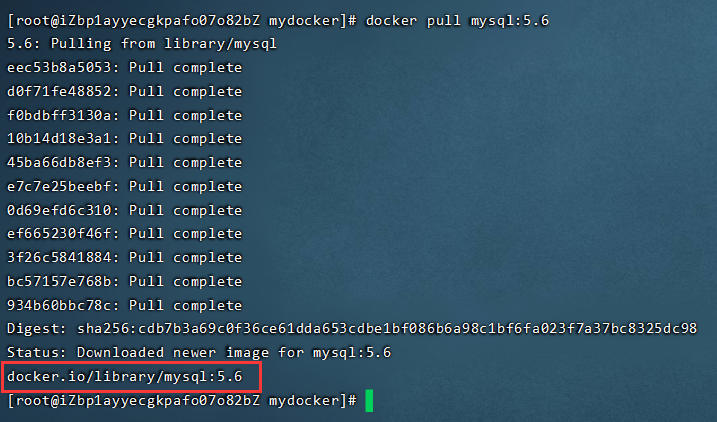 [root@iZbp1ayyecgkpafo07o82bZ mydocker]# docker pull mysql:5.6
5.6: Pulling from library/mysql
eec53b8a5053: Pull complete
d0f71fe48852: Pull complete
f0bdbff3130a: Pull complete
10b14d18e3a1: Pull complete
45ba66db8ef3: Pull complete
e7c7e25beebf: Pull complete
0d69efd6c310: Pull complete
ef665230f46f: Pull complete
3f26c5841884: Pull complete
bc57157e768b: Pull complete
934b60bbc78c: Pull complete
Digest: sha256:cdb7b3a69c0f36ce61dda653cdbe1bf086b6a98c1bf6fa023f7a37bc8325dc98
Status: Downloaded newer image for mysql:5.6
docker.io/library/mysql:5.6
[root@iZbp1ayyecgkpafo07o82bZ mydocker]#